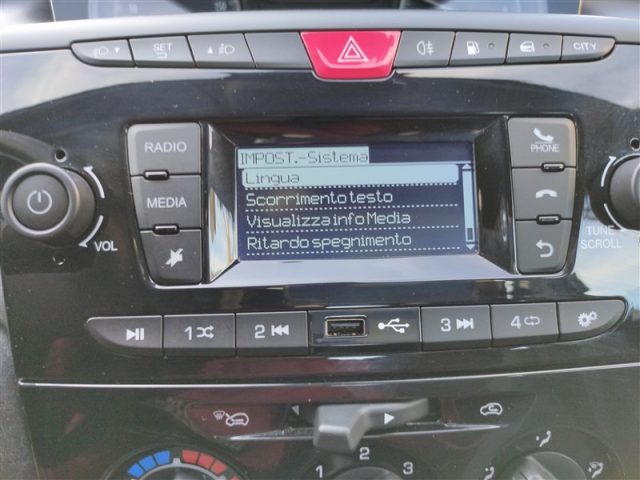 SET
CITY
RADIO
MEDIA
VOL
IMPOST.-Sistema
Lingua
Scorrimento testo
Visualizza info Media
Ritardo spegnimento
PHONE
TUNE
SCROLL
1
2
3
4
1
2
3